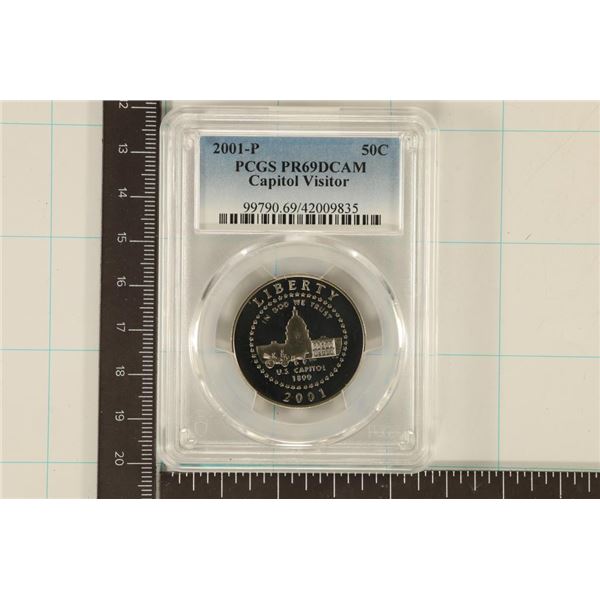 2001-P 50C
PCGS PR69DCAM
Capitol Visitor
99790.69/42009835
LIBERTY
IN GOD WE TRUST
U.S. CAPITOL
1800
2001
12
13
14
15
16
17
18
19
20